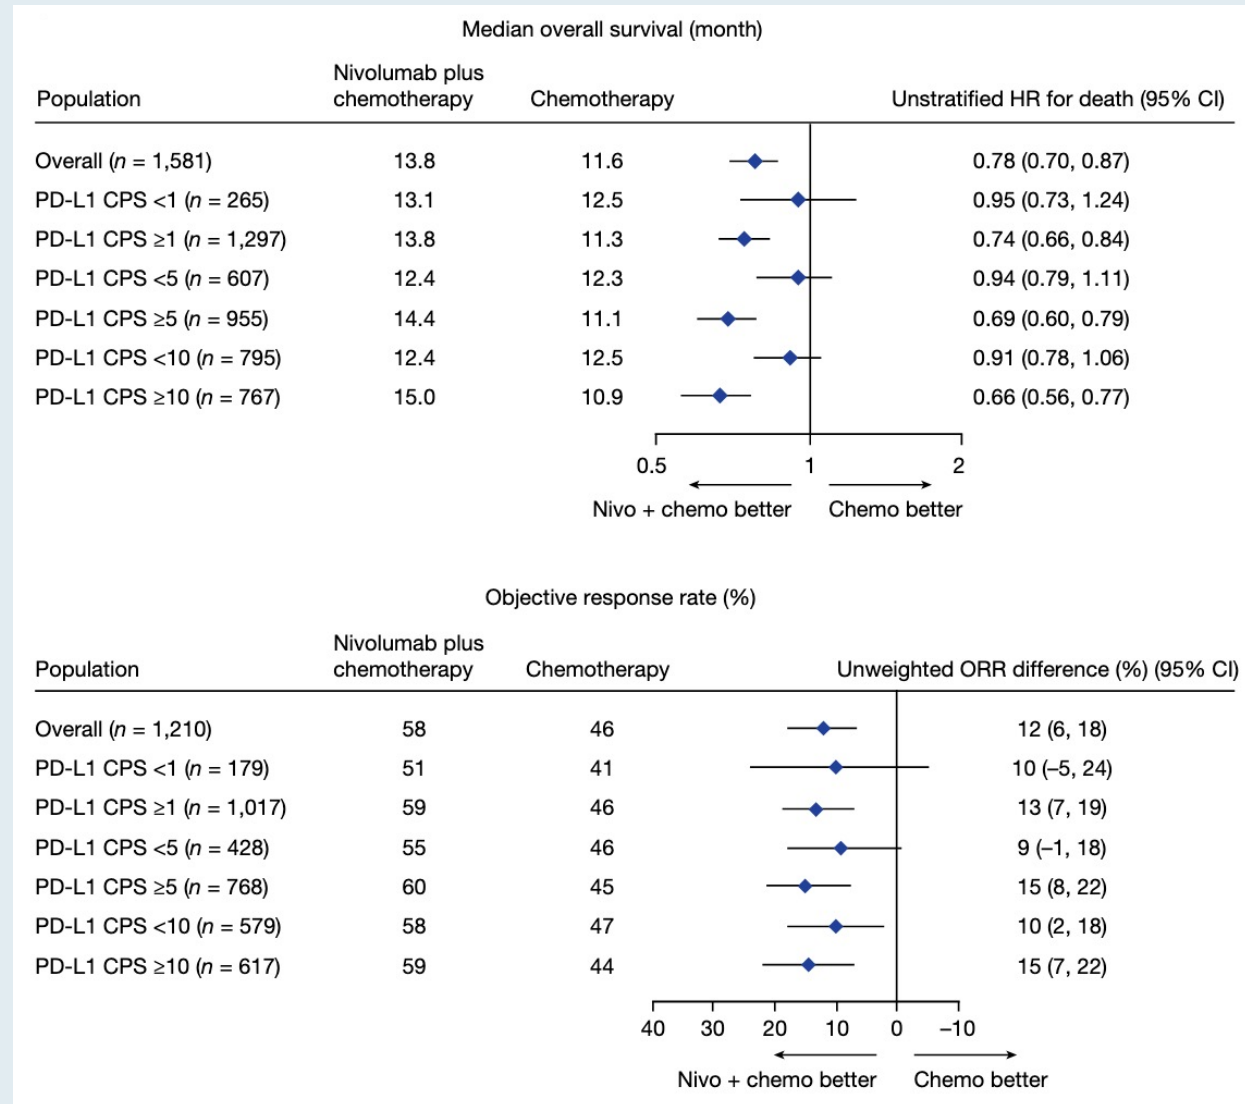 Median overall survival (month)
Nivolumab plus
Population chemotherapy Chemotherapy Unstratified HR for death (95% CI)
Overall (n = 1,581) 13.8 11.6 0.78 (0.70, 0.87)
PD-L1 CPS <1 (n = 265) 13.1 12.5 0.95 (0.73, 1.24)
PD-L1 CPS ≥1 (n = 1,297) 13.8 11.3 0.74 (0.66, 0.84)
PD-L1 CPS <5 (n = 607) 12.4 12.3 0.94 (0.79, 1.11)
PD-L1 CPS ≥5 (n = 955) 14.4 11.1 0.69 (0.60, 0.79)
PD-L1 CPS <10 (n = 795) 12.4 12.5 0.91 (0.78, 1.06)
PD-L1 CPS ≥10 (n = 767) 15.0 10.9 0.66 (0.56, 0.77)
0.5 1 2
Nivo + chemo better Chemo better
Objective response rate (%)
Nivolumab plus
Population chemotherapy Chemotherapy Unweighted ORR difference (%) (95% CI)
Overall (n = 1,210) 58 46 12 (6, 18)
PD-L1 CPS <1 (n = 179) 51 41 10 (–5, 24)
PD-L1 CPS ≥1 (n = 1,017) 59 46 13 (7, 19)
PD-L1 CPS <5 (n = 428) 55 46 9 (–1, 18)
PD-L1 CPS ≥5 (n = 768) 60 45 15 (8, 22)
PD-L1 CPS <10 (n = 579) 58 47 10 (2, 18)
PD-L1 CPS ≥10 (n = 617) 59 44 15 (7, 22)
40 30 20 10 0 –10
Nivo + chemo better Chemo better